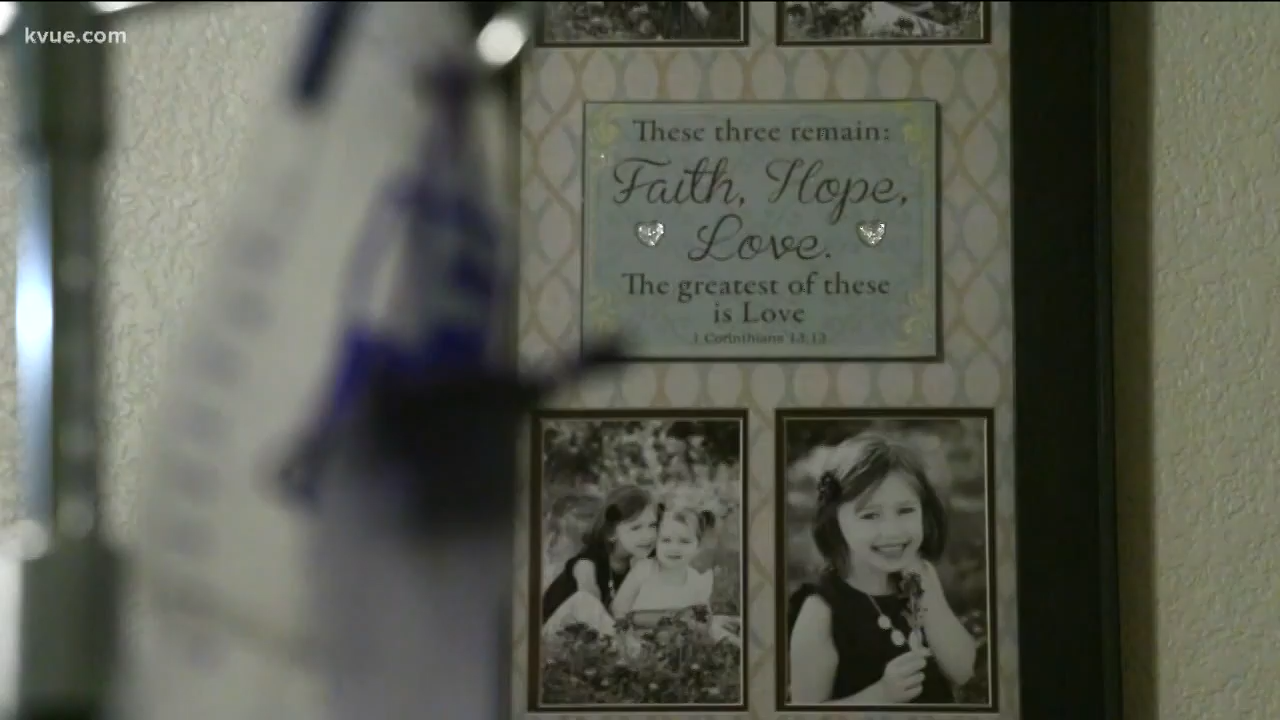 kvue.com
These three remain:
Faith, Hope,
Love.
The greatest of these
is Love
1 Corinthians 13:13